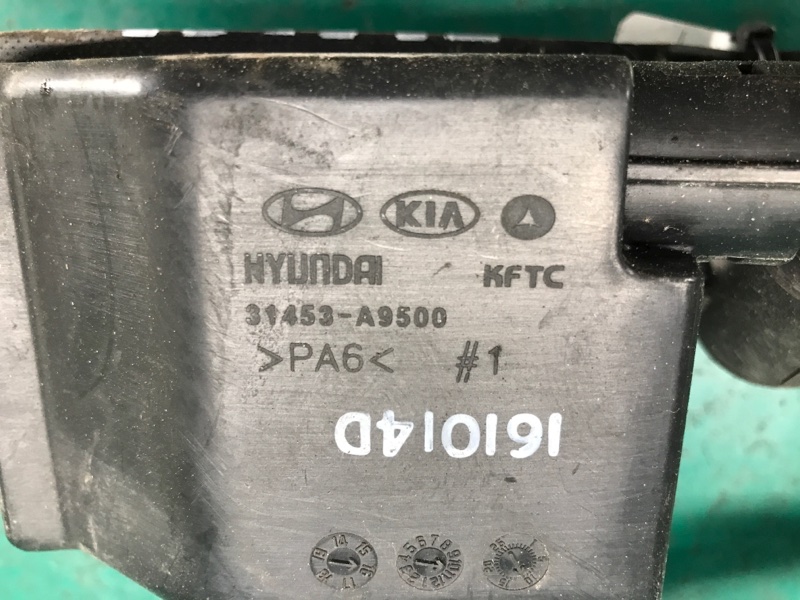 KIA
HYUNDAI KFTC
31453-A9500
>PA6< #1
161014D